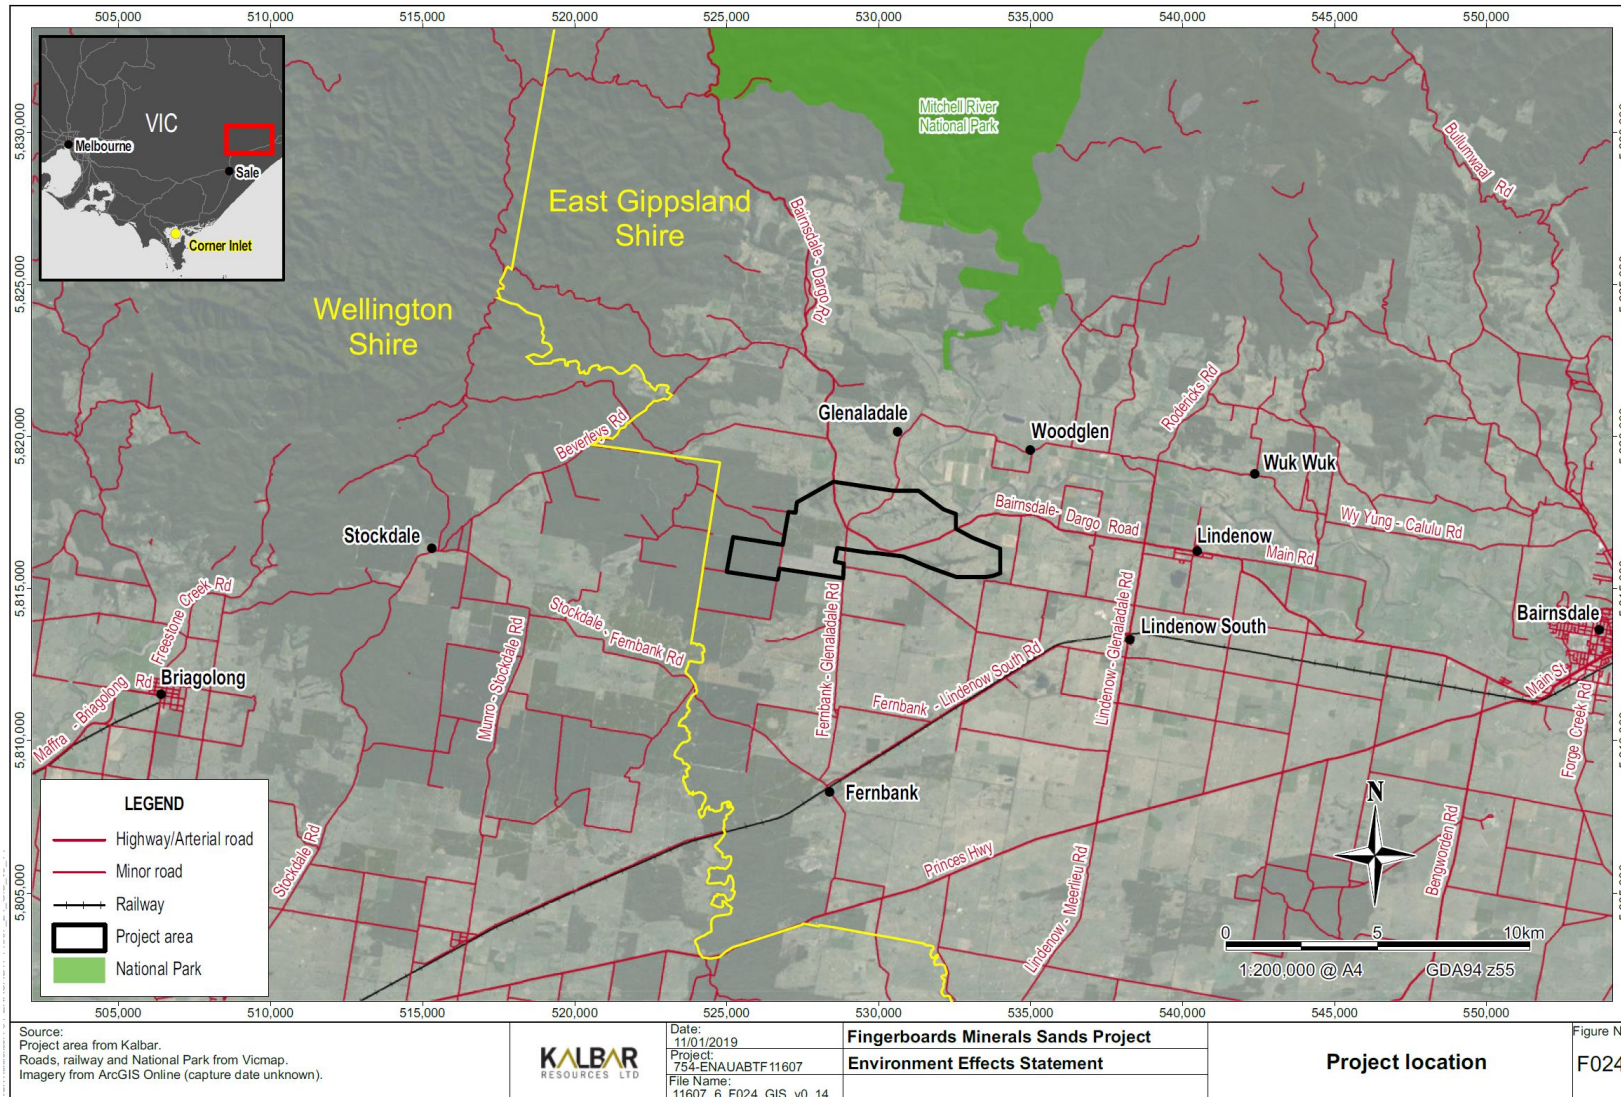 505,000
510,000
515,000
520,000
525,000
530,000
535,000
540,000
545,000
550,000
5,830,000
5,825,000
5,820,000
5,815,000
5,810,000
5,805,000
VIC
Melbourne
Sale
Corner Inlet
Mitchell River
National Park
Bullumwaal Rd
East Gippsland
Shire
Bairnsdale - Dargo Rd
Wellington
Shire
Beverleys Rd
Glenaladale
Rodericks Rd
Woodglen
Wuk Wuk
Bairnsdale- Dargo Road
Wy Yung - Calulu Rd
Stockdale
Lindenow
Main Rd
Freestone Creek Rd
Stockdale - Fernbank Rd
Munro - Stockdale Rd
Fernbank - Glenaladale Rd
Lindenow - Glenaladale Rd
Lindenow South
Bairnsdale
Briagolong
Maffra - Briagolong Rd
Fernbank - Lindenow South Rd
Main St
Forge Creek Rd
Fernbank
Princes Hwy
Stockdale Rd
Lindenow - Meerlieu Rd
Bengworden Rd
LEGEND
Highway/Arterial road
Minor road
Railway
Project area
National Park
N
0 5 10km
1:200,000 @ A4 GDA94 z55
505,000
510,000
515,000
520,000
525,000
530,000
535,000
540,000
545,000
550,000
Source:
Project area from Kalbar.
Roads, railway and National Park from Vicmap.
Imagery from ArcGIS Online (capture date unknown).
KALBAR
RESOURCES LTD
Date:
11/01/2019
Project:
754-ENAUABTF11607
File Name:
11607_6_F024_GIS_v0_14
Fingerboards Minerals Sands Project
Environment Effects Statement
Project location
Figure N
F024